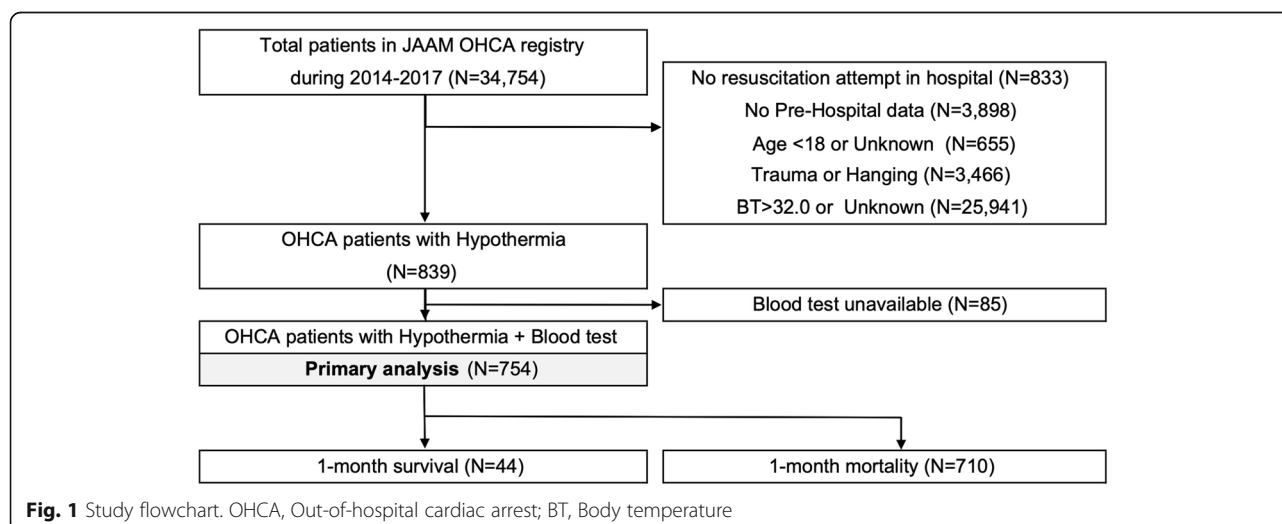 Total patients in JAAM OHCA registry
during 2014-2017 (N=34,754)
No resuscitation attempt in hospital (N=833)
No Pre-Hospital data (N=3,898)
Age <18 or Unknown (N=655)
Trauma or Hanging (N=3,466)
BT>32.0 or Unknown (N=25,941)
OHCA patients with Hypothermia
(N=839)
Blood test unavailable (N=85)
OHCA patients with Hypothermia + Blood test
Primary analysis (N=754)
1-month survival (N=44)
1-month mortality (N=710)
Fig. 1 Study flowchart. OHCA, Out-of-hospital cardiac arrest; BT, Body temperature